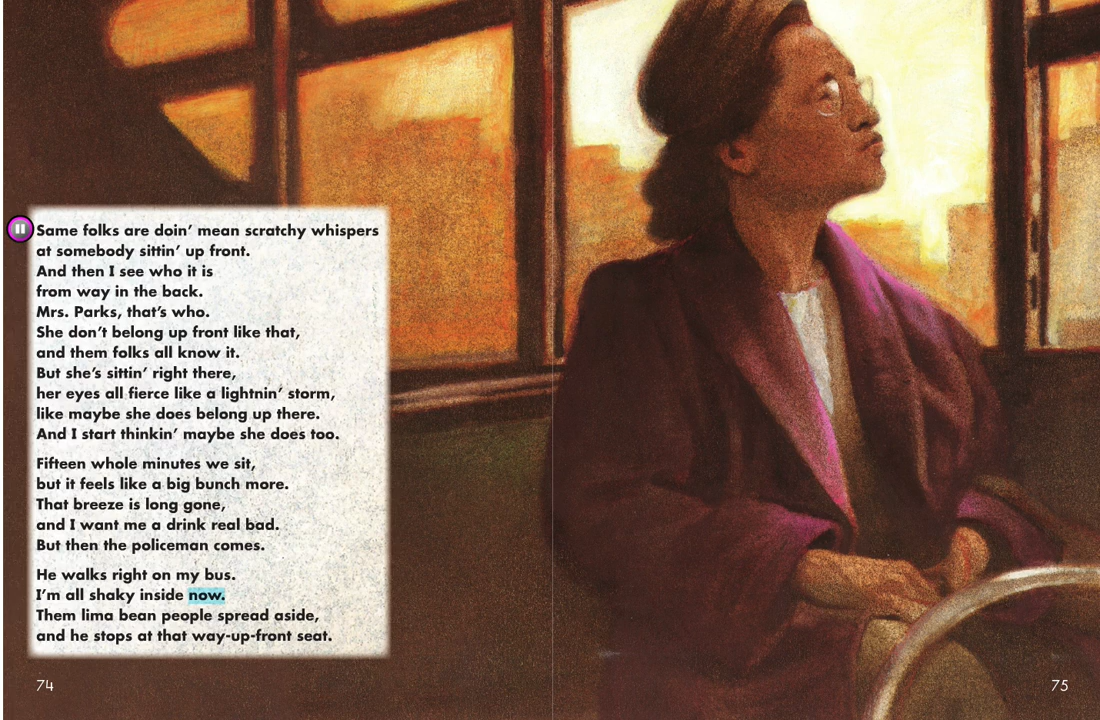 Some folks are doin’ mean scratchy whispers
at somebody sittin’ up front.
And then I see who it is
from way in the back.
Mrs. Parks, that’s who.
She don’t belong up front like that,
and them folks all know it.
But she’s sittin’ right there,
her eyes all fierce like a lightnin’ storm,
like maybe she does belong up there.
And I start thinkin’ maybe she does too.
Fifteen whole minutes we sit,
but it feels like a big bunch more.
That breeze is long gone,
and I want me a drink real bad.
But then the policeman comes.
He walks right on my bus.
I’m all shaky inside now.
Them lima bean people spread aside,
and he stops at that way-up-front seat.
74
75